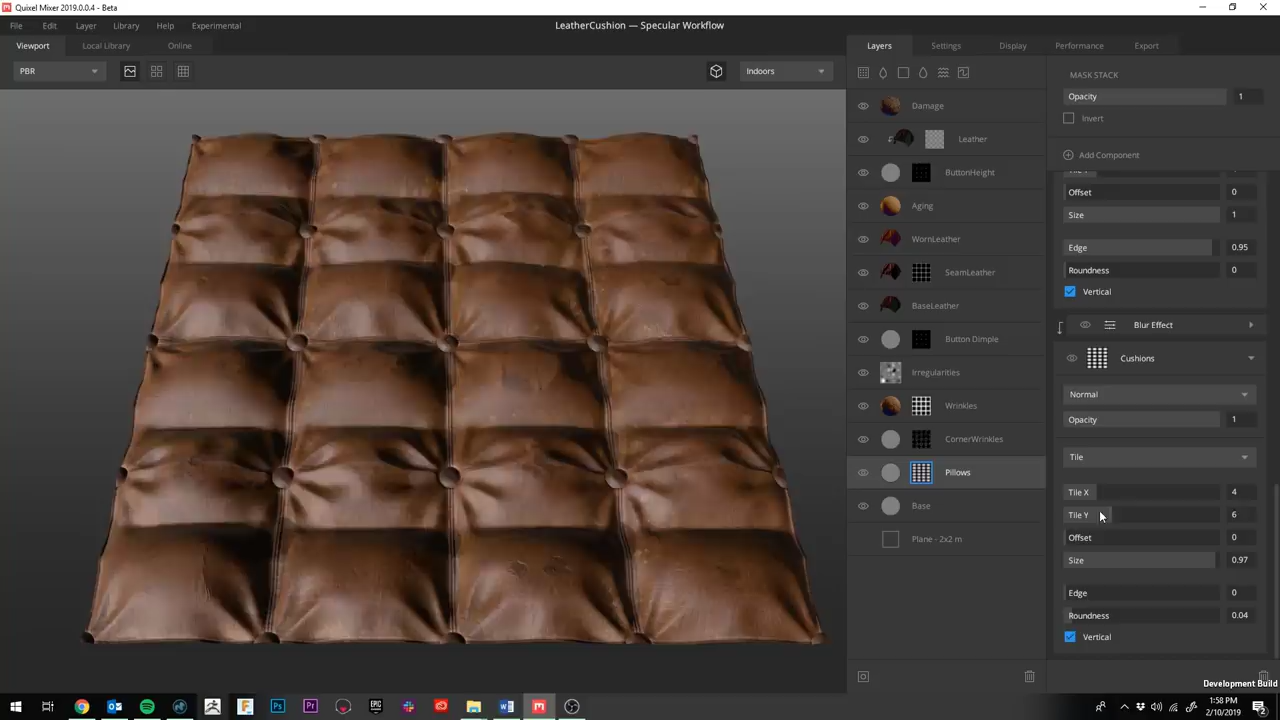 Quixel Mixer 2019.0.0.4 - Beta
File Edit Layer Library Help Experimental
LeatherCushion — Specular Workflow
Viewport Local Library Online
Layers Settings Display Performance Export
PBR
Indoors
MASK STACK
Opacity 1
Invert
Add Component
Offset 0
Size 1
Edge 0.95
Roundness 0
Vertical
Blur Effect
Cushions
Normal
Opacity 1
Tile
Tile X 4
Tile Y 6
Offset 0
Size 0.97
Edge 0
Roundness 0.04
Vertical
Damage
Leather
ButtonHeight
Aging
WornLeather
SeamLeather
BaseLeather
Button Dimple
Irregularities
Wrinkles
CornerWrinkles
Pillows
Base
Plane - 2x2 m
Development Build
1:58 PM
2/10/2019